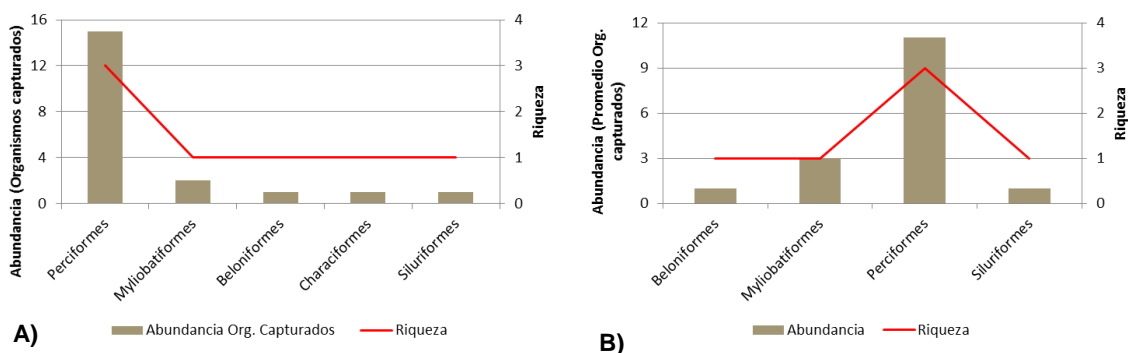 Abundancia (Organismos capturados)
16
12
8
4
0
4
3
2
1
0
Riqueza
Perciformes
Myliobatiformes
Beloniformes
Characiformes
Siluriformes
A)
Abundancia Org. Capturados
Riqueza
Abundancia (Promedio Org.
capturados)
12
9
6
3
0
4
3
2
1
0
Riqueza
Beloniformes
Myliobatiformes
Perciformes
Siluriformes
B)
Abundancia
Riqueza